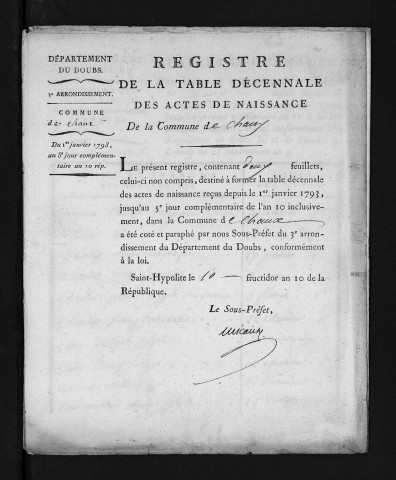 DÉPARTEMENT
DU DOUBS.
3e ARRONDISSEMENT.
COMMUNE
de chaux
Du 1er janvier 1793,
au 5e jour complémen-
taire an 10 rép.
REGISTRE
DE LA TABLE DÉCENNALE
DES ACTES DE NAISSANCE
De la Commune de chaux
LE présent registre, contenant deux feuillets,
celui-ci non compris, destiné à former la table décennale
des actes de naissance reçus depuis le 1er janvier 1793,
jusqu'au 5e jour complémentaire de l'an 10 inclusive-
ment, dans la Commune de chaux
a été coté et paraphé par nous Sous-Préfet du 3e arron-
dissement du Département du Doubs, conformément
à la loi.
Saint-Hypolite le 10 fructidor an 10 de la
République.
Le Sous-Préfet,